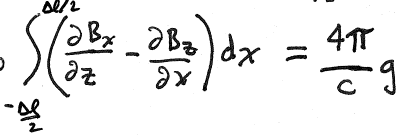 ∫_{-Δl/2}^{Δl/2} (∂B_x/∂z - ∂B_z/∂x) dx = 4π/c g